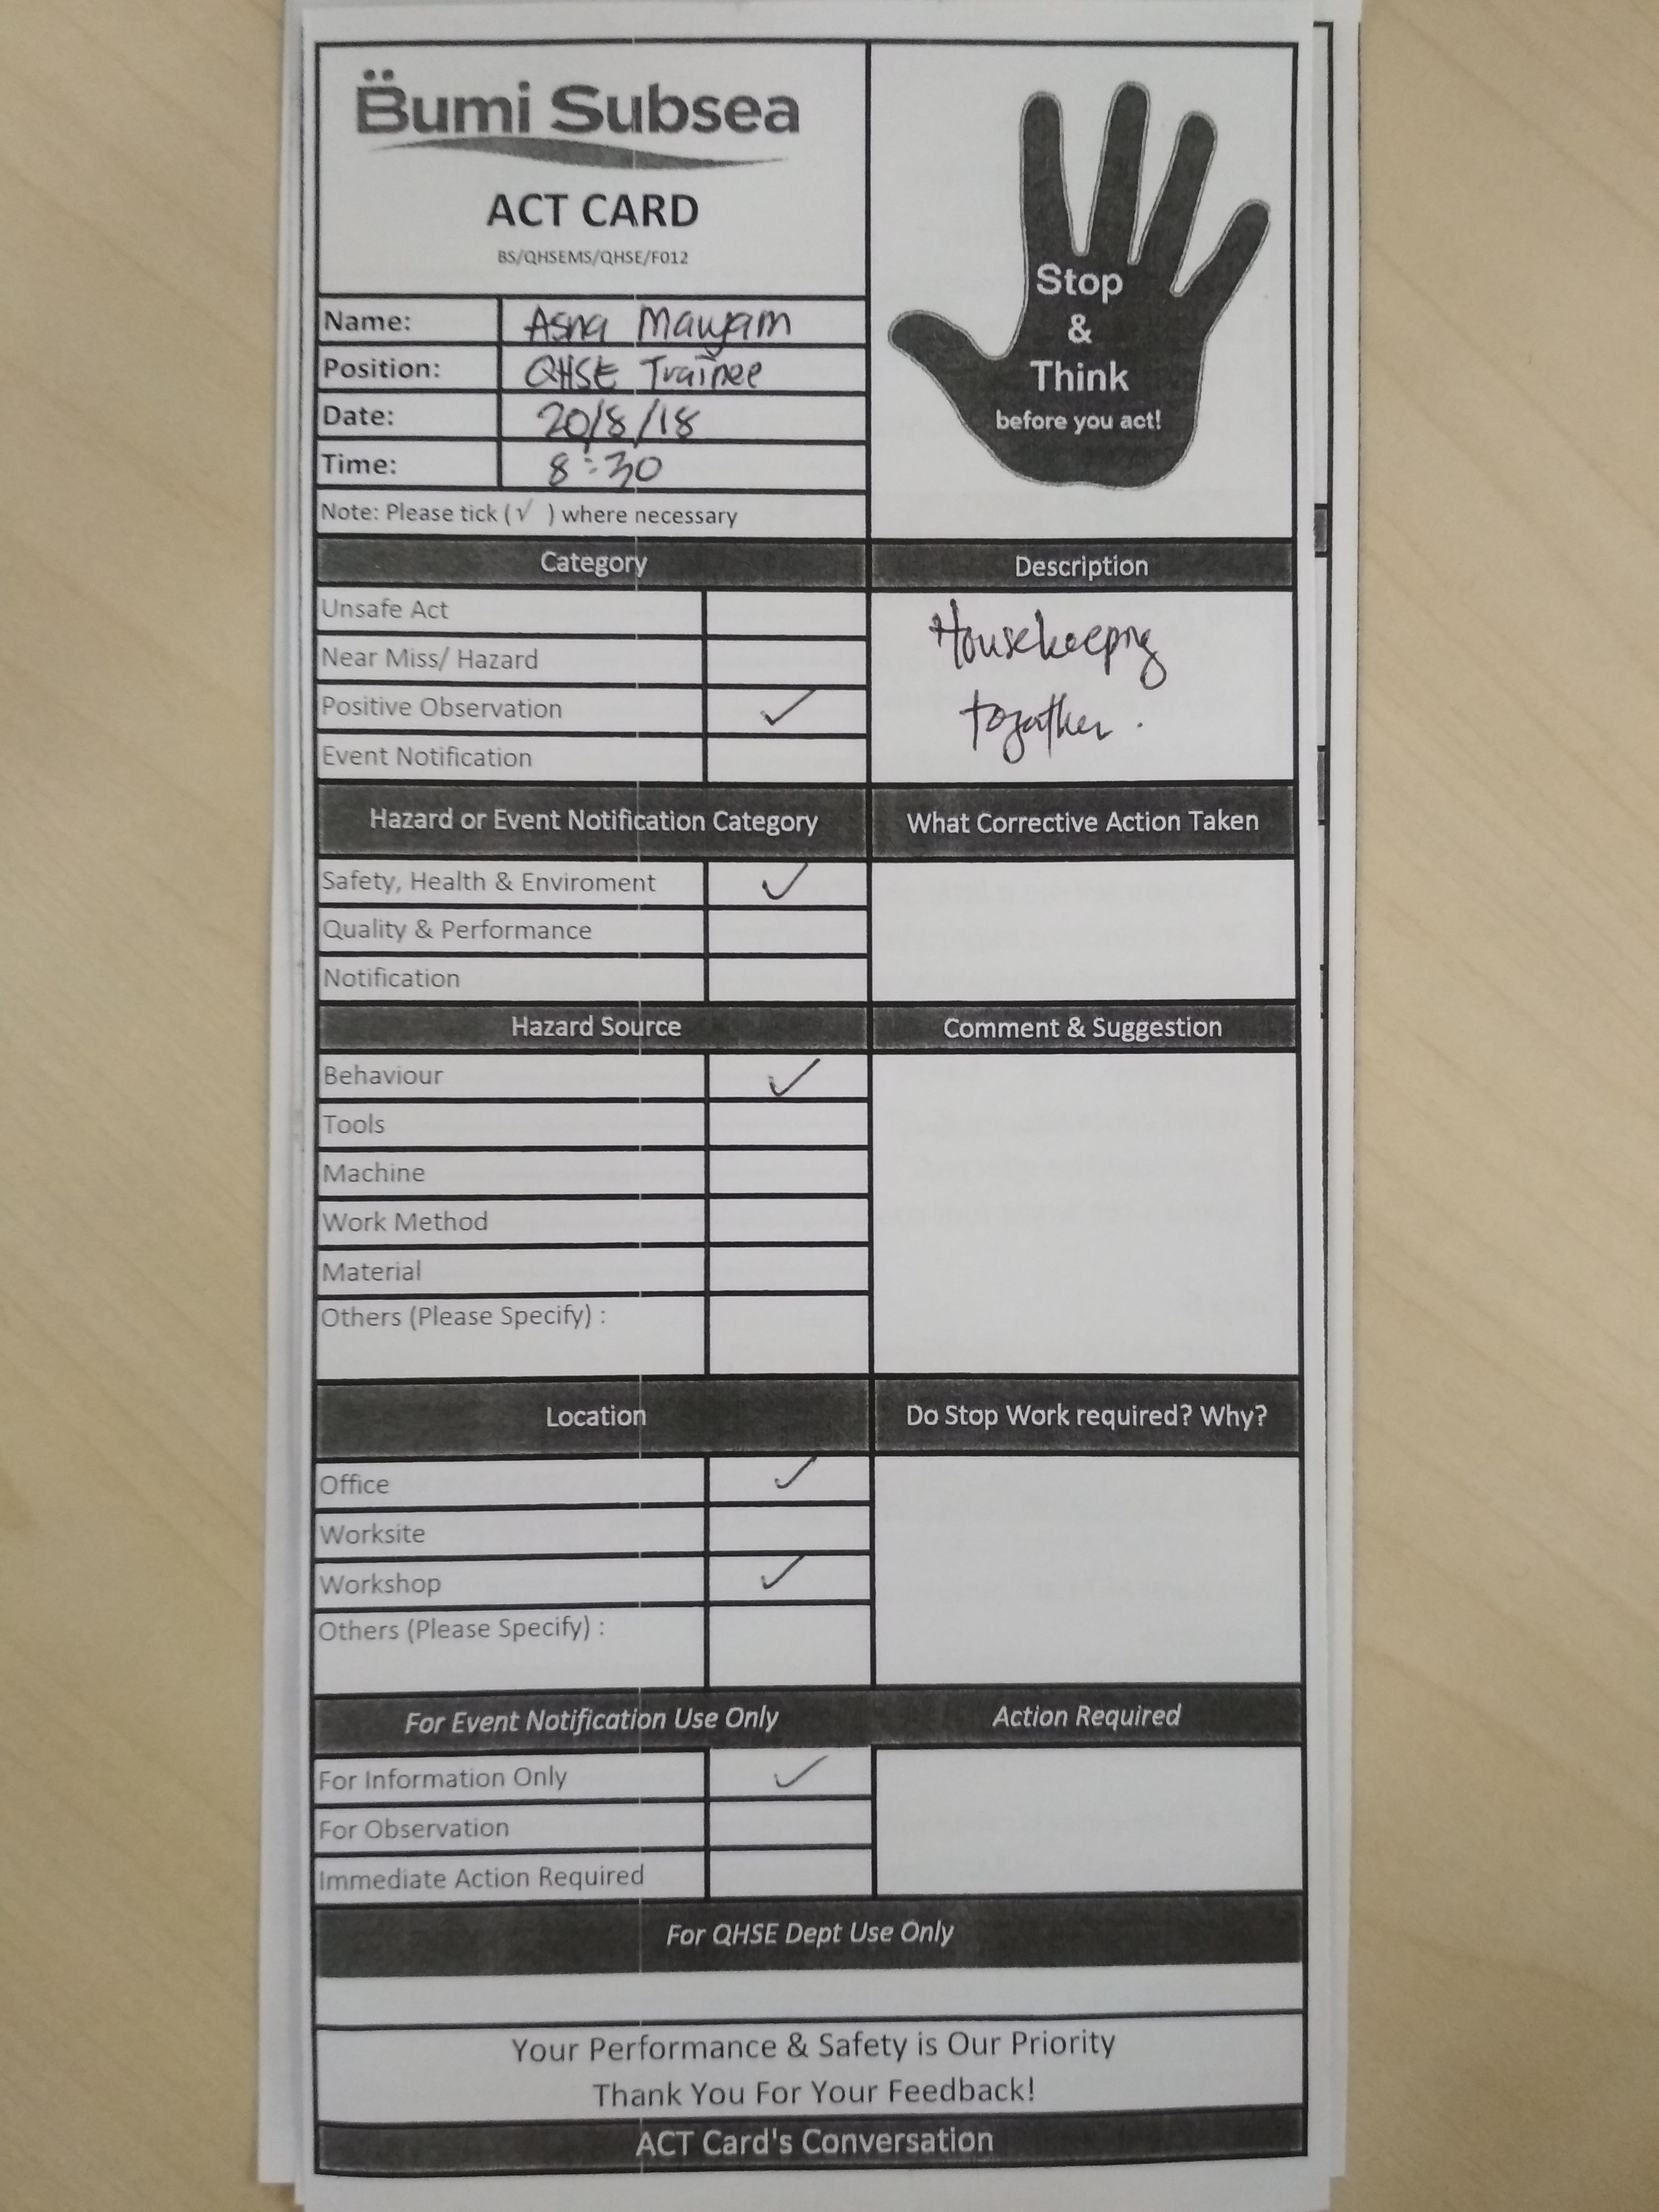 Bumi Subsea
ACT CARD
BS/QHSEMS/QHSE/F012
Stop
&
Think
before you act!
Name: Asna Maryam
Position: QHSE Trainee
Date: 20/8/18
Time: 8:30
Note: Please tick (√ ) where necessary
Category
Description
Unsafe Act
Near Miss/ Hazard
Positive Observation ✓
Event Notification
Housekeeping
togather.
Hazard or Event Notification Category
What Corrective Action Taken
Safety, Health & Enviroment ✓
Quality & Performance
Notification
Hazard Source
Comment & Suggestion
Behaviour ✓
Tools
Machine
Work Method
Material
Others (Please Specify) :
Location
Do Stop Work required? Why?
Office ✓
Worksite
Workshop ✓
Others (Please Specify) :
For Event Notification Use Only
Action Required
For Information Only ✓
For Observation
Immediate Action Required
For QHSE Dept Use Only
Your Performance & Safety is Our Priority
Thank You For Your Feedback!
ACT Card's Conversation